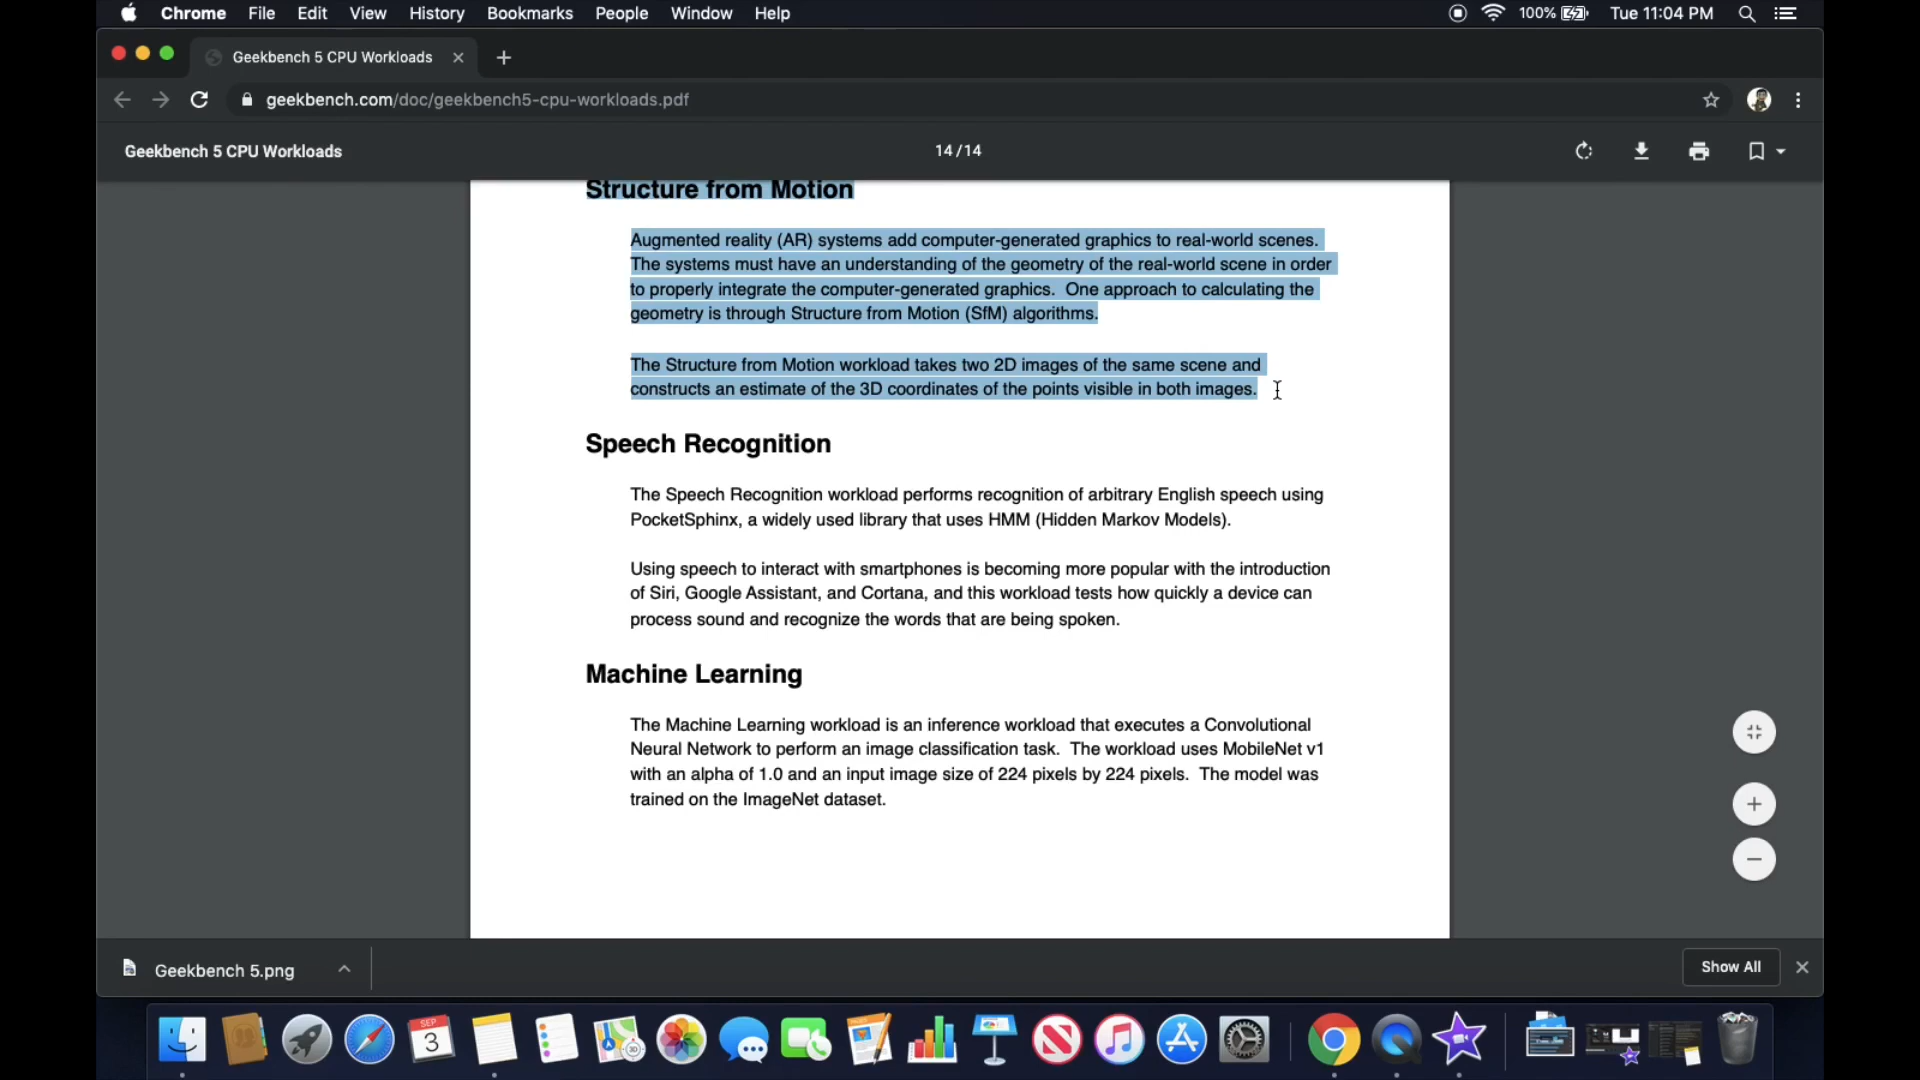 Chrome File Edit View History Bookmarks People Window Help 100% Tue 11:04 PM
Geekbench 5 CPU Workloads
geekbench.com/doc/geekbench5-cpu-workloads.pdf
Geekbench 5 CPU Workloads 14 / 14
Structure from Motion
Augmented reality (AR) systems add computer-generated graphics to real-world scenes.
The systems must have an understanding of the geometry of the real-world scene in order
to properly integrate the computer-generated graphics. One approach to calculating the
geometry is through Structure from Motion (SfM) algorithms.
The Structure from Motion workload takes two 2D images of the same scene and
constructs an estimate of the 3D coordinates of the points visible in both images.
Speech Recognition
The Speech Recognition workload performs recognition of arbitrary English speech using
PocketSphinx, a widely used library that uses HMM (Hidden Markov Models).
Using speech to interact with smartphones is becoming more popular with the introduction
of Siri, Google Assistant, and Cortana, and this workload tests how quickly a device can
process sound and recognize the words that are being spoken.
Machine Learning
The Machine Learning workload is an inference workload that executes a Convolutional
Neural Network to perform an image classification task. The workload uses MobileNet v1
with an alpha of 1.0 and an input image size of 224 pixels by 224 pixels. The model was
trained on the ImageNet dataset.
Geekbench 5.png Show All
SEP
3
3D